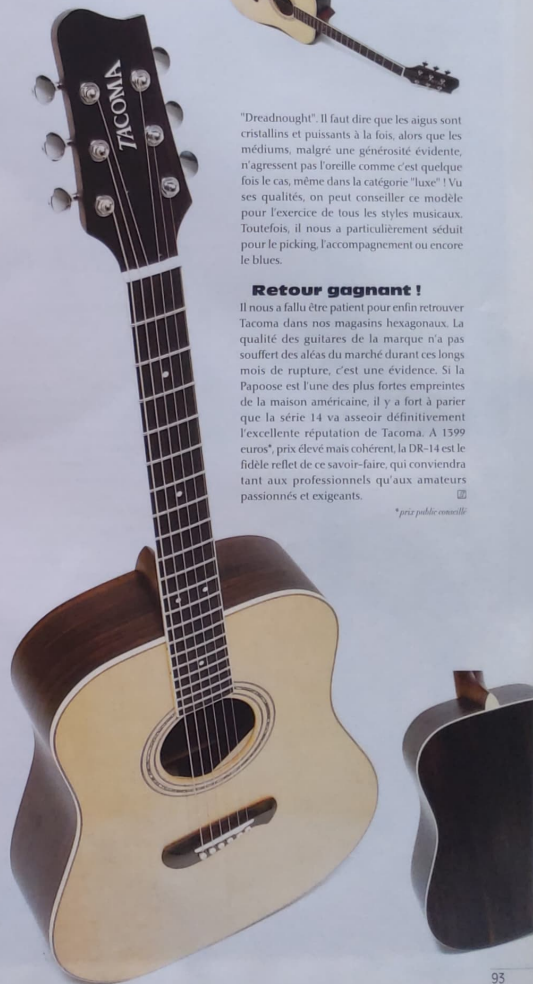 TACOMA
"Dreadnought". Il faut dire que les aigus sont
cristallins et puissants à la fois, alors que les
médiums, malgré une générosité évidente,
n'agressent pas l'oreille comme c'est quelque
fois le cas, même dans la catégorie "luxe" ! Vu
ses qualités, on peut conseiller ce modèle
pour l'exercice de tous les styles musicaux.
Toutefois, il nous a particulièrement séduit
pour le picking, l'accompagnement ou encore
le blues.
Retour gagnant !
Il nous a fallu être patient pour enfin retrouver
Tacoma dans nos magasins hexagonaux. La
qualité des guitares de la marque n'a pas
souffert des aléas du marché durant ces longs
mois de rupture, c'est une évidence. Si la
Papoose est l'une des plus fortes empreintes
de la maison américaine, il y a fort à parier
que la série 14 va asseoir définitivement
l'excellente réputation de Tacoma. A 1399
euros*, prix élevé mais cohérent, la DR-14 est le
fidèle reflet de ce savoir-faire, qui conviendra
tant aux professionnels qu'aux amateurs
passionnés et exigeants.
*prix public conseillé
93